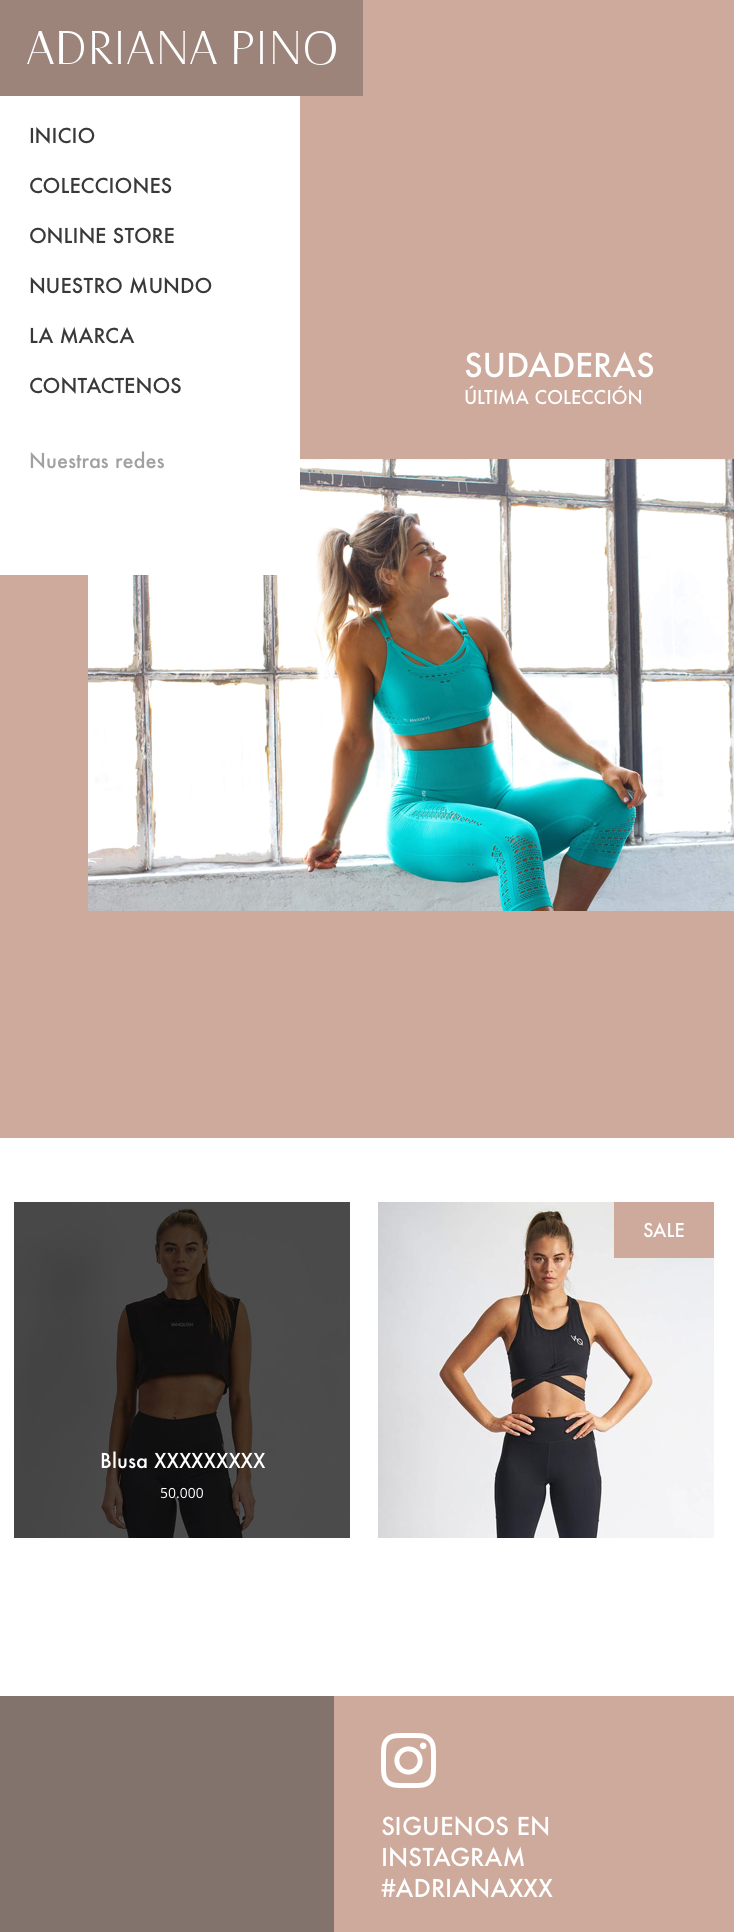 ADRIANA PINO
INICIO
COLECCIONES
ONLINE STORE
NUESTRO MUNDO
LA MARCA
CONTACTENOS
Nuestras redes
SUDADERAS
ÚLTIMA COLECCIÓN
SALE
VQ
Blusa XXXXXXXXX
50.000
SIGUENOS EN
INSTAGRAM
#ADRIANAXXX